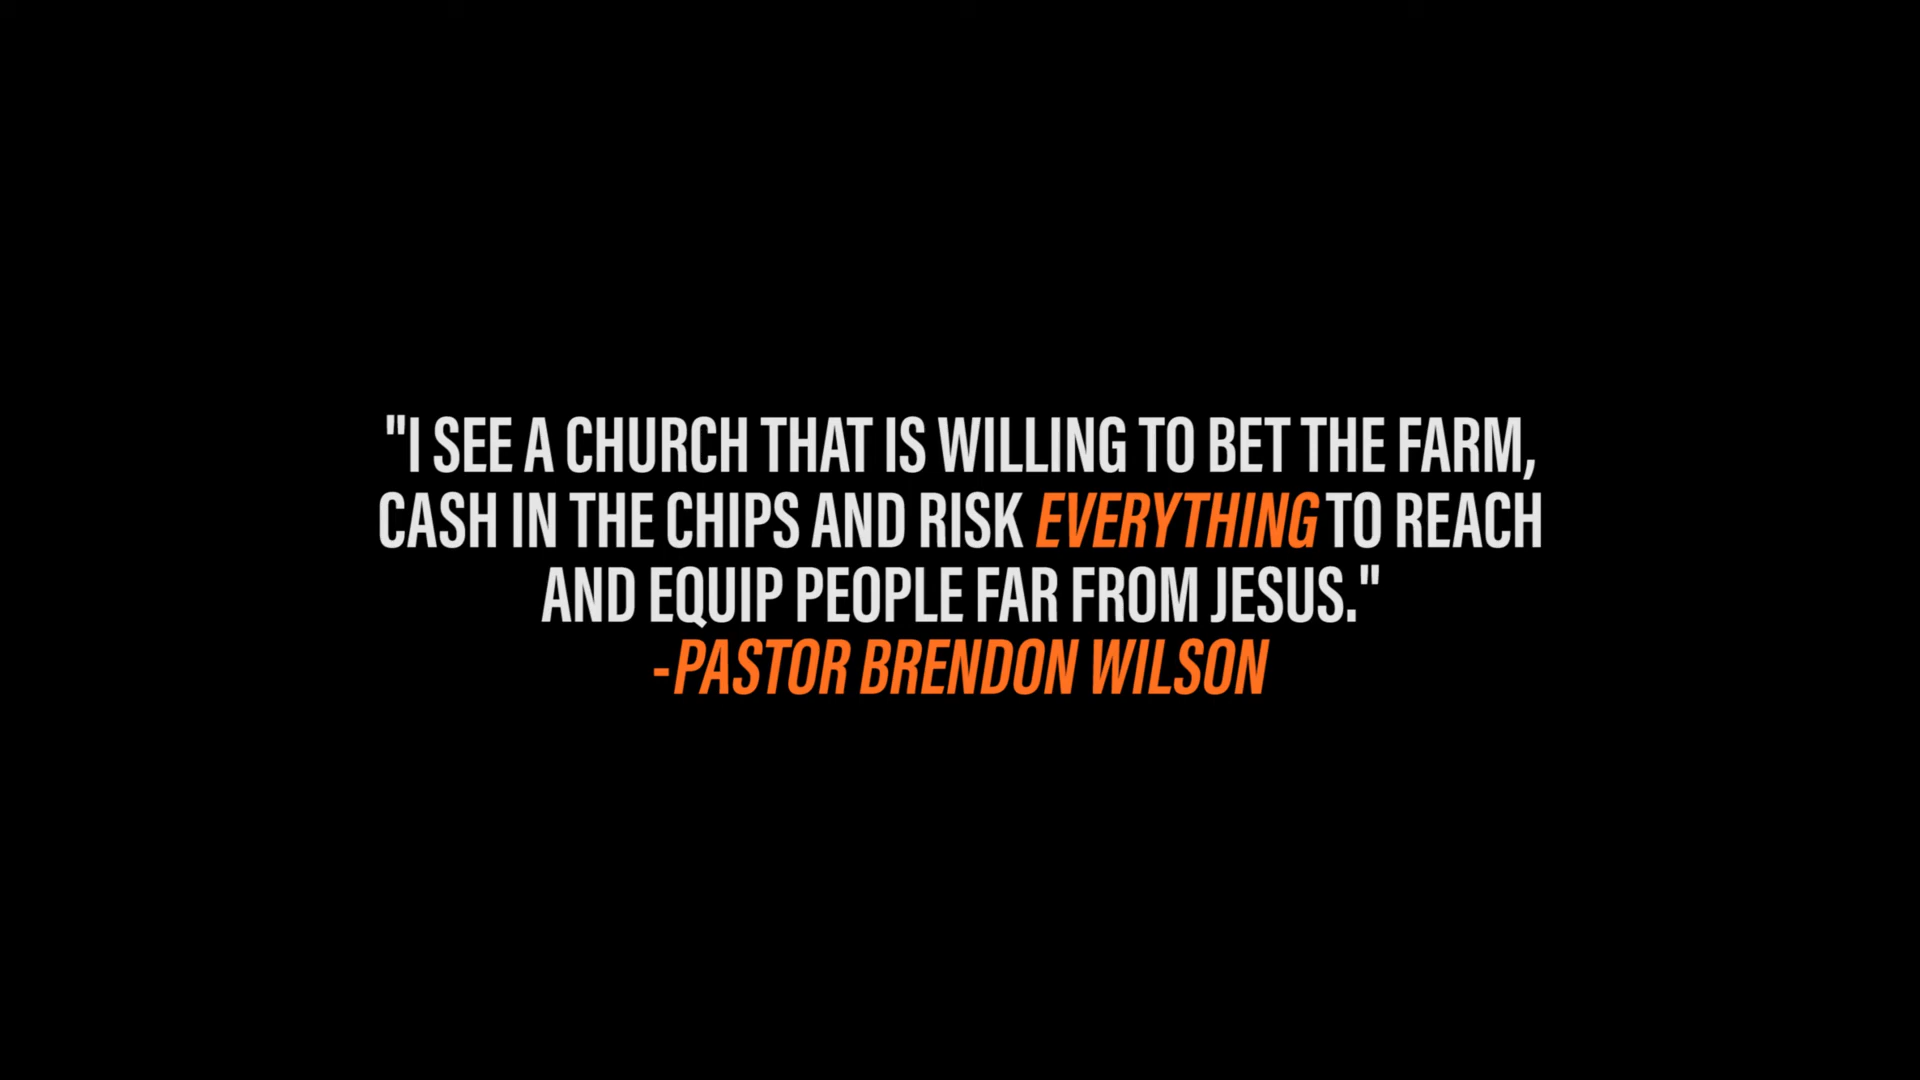 "I SEE A CHURCH THAT IS WILLING TO BET THE FARM,
CASH IN THE CHIPS AND RISK EVERYTHING TO REACH
AND EQUIP PEOPLE FAR FROM JESUS."
-PASTOR BRENDON WILSON